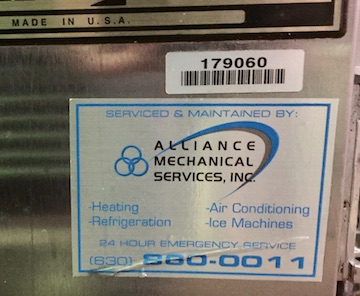 MADE IN U.S.A.
179060
SERVICED & MAINTAINED BY:
ALLIANCE
MECHANICAL
SERVICES, INC.
-Heating
-Air Conditioning
-Refrigeration
-Ice Machines
24 HOUR EMERGENCY SERVICE
(630) 880-0011